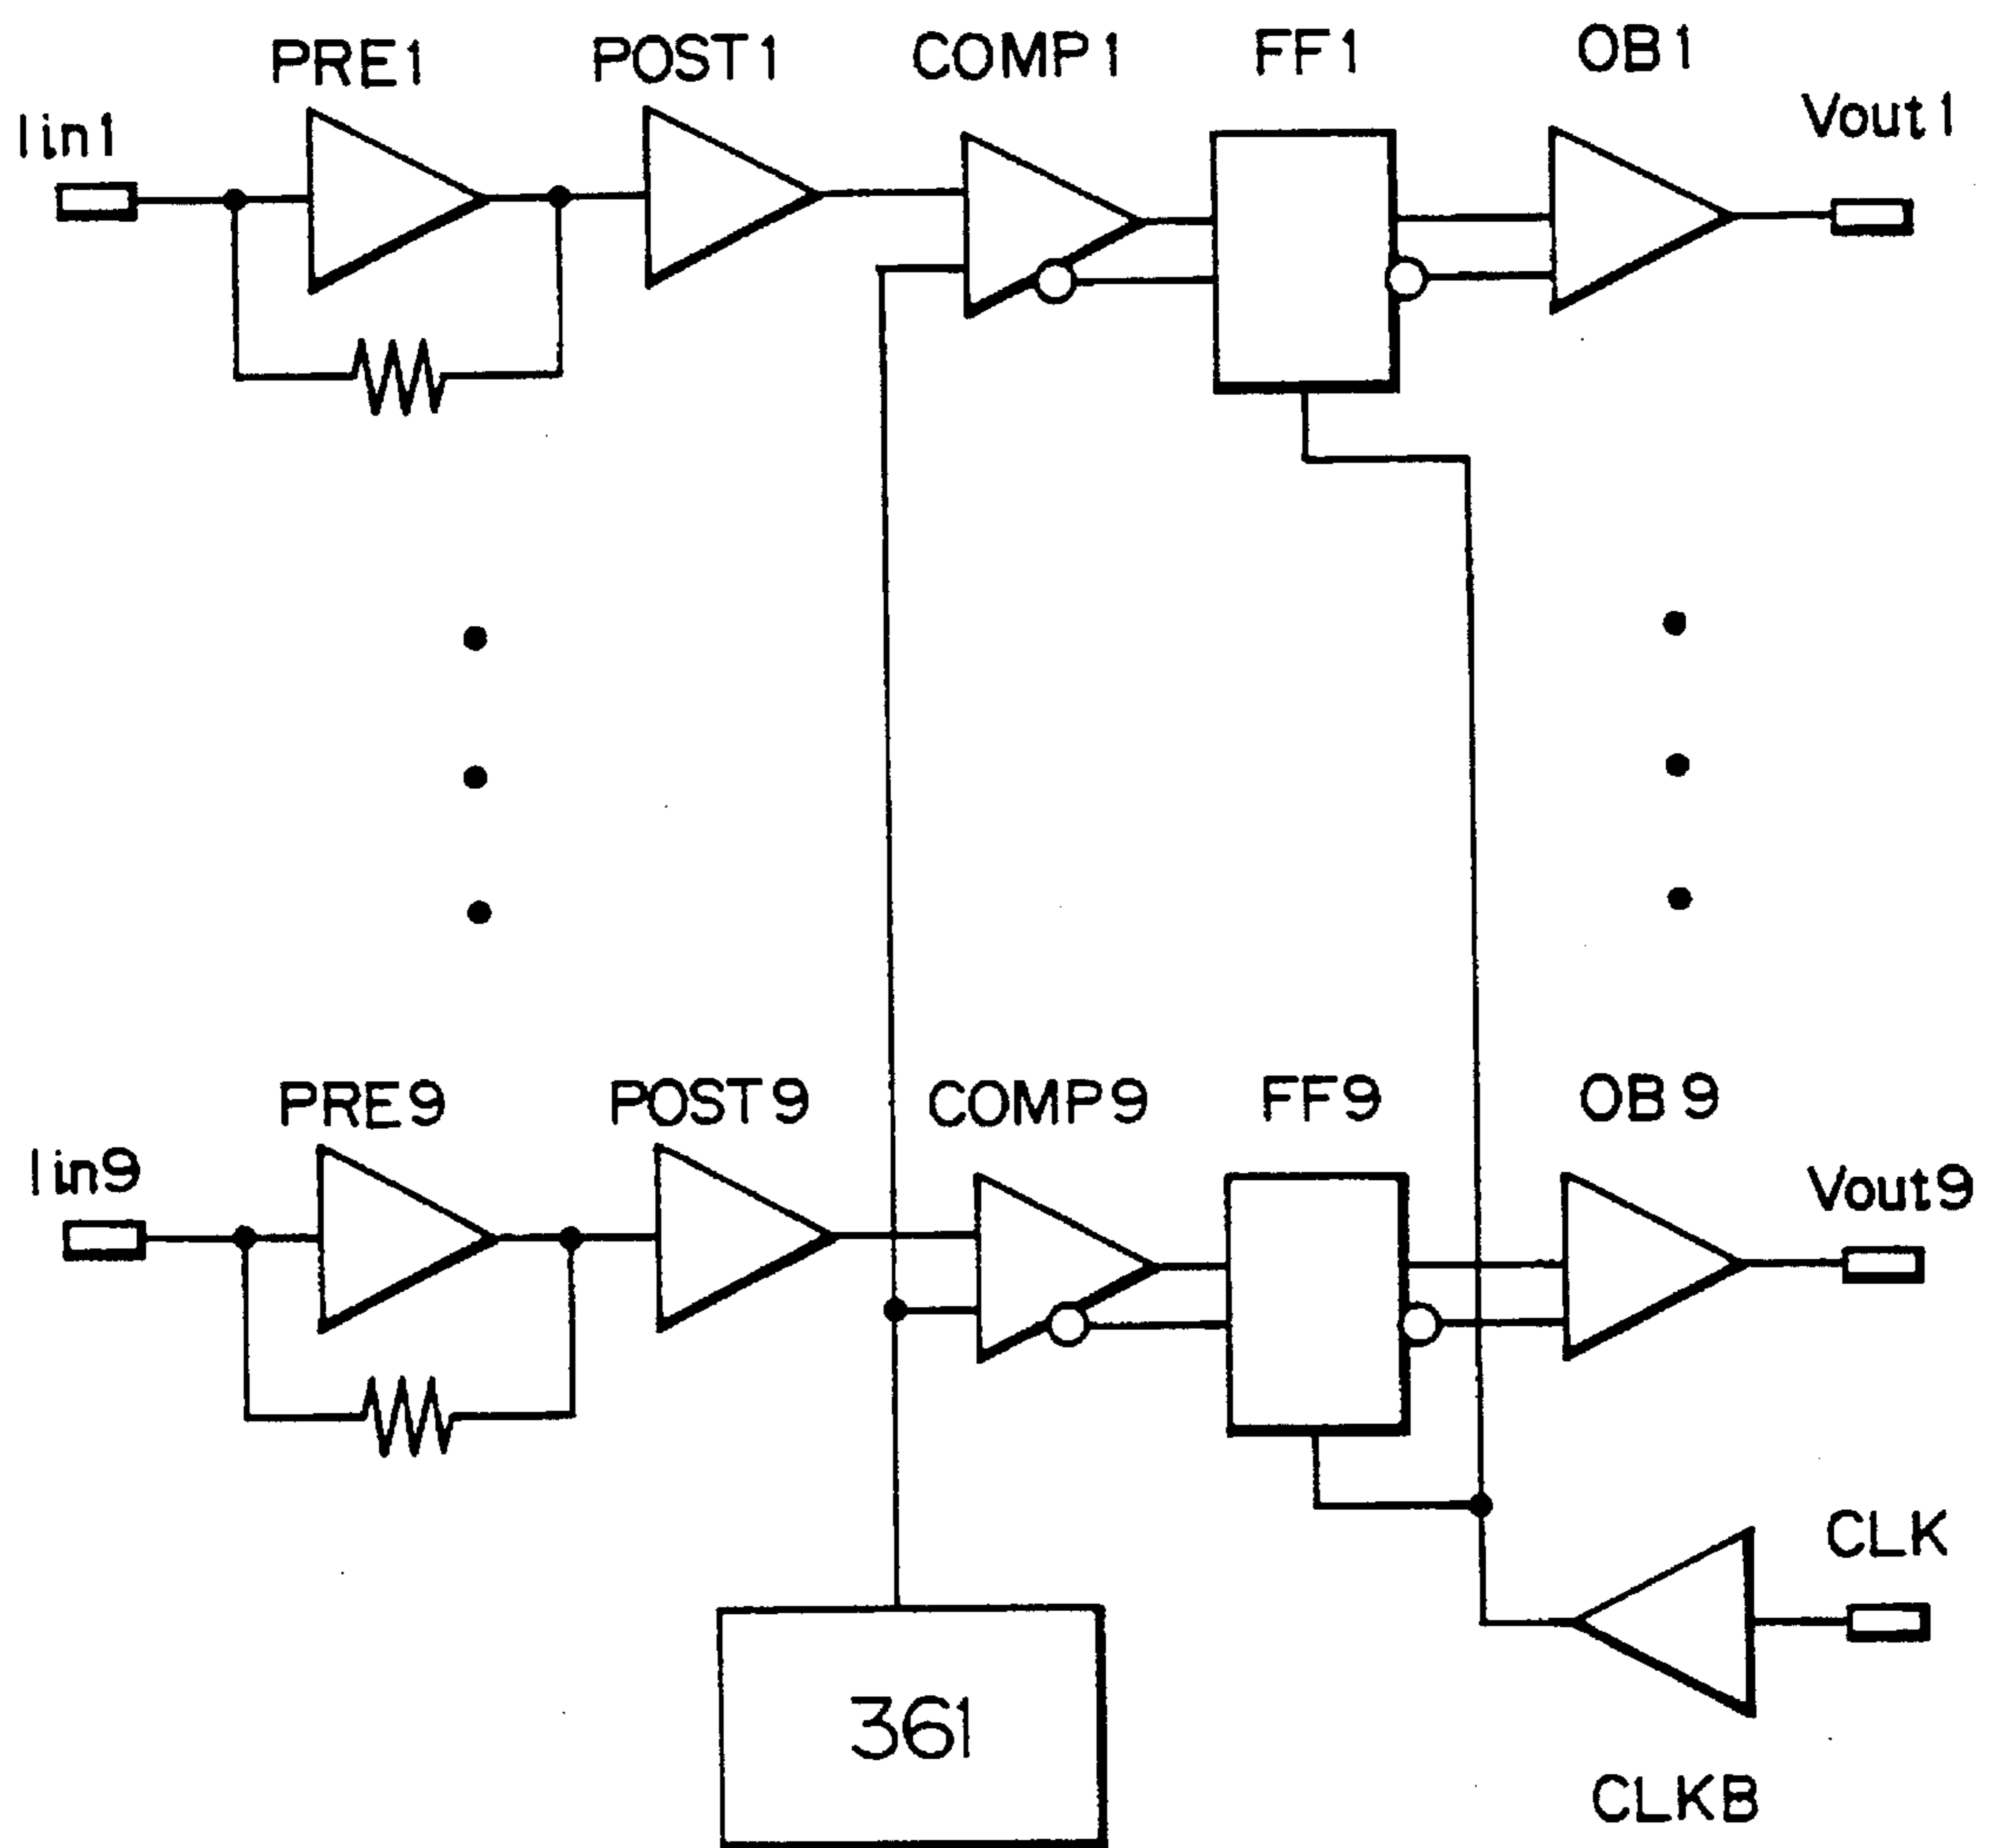 PRE1 POST1 COMP1 FF1 OB1
Iin1 Vout1
PRE9 POST9 COMP9 FF9 OB9
Iin9 Vout9
CLK
361
CLKB